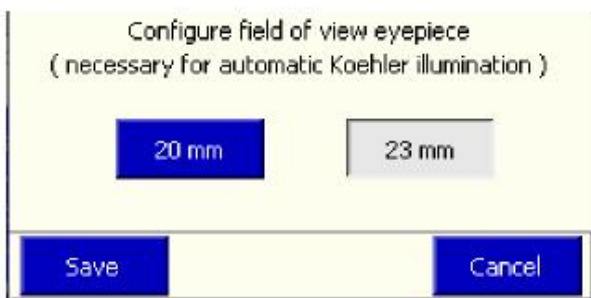 Configure field of view eyepiece
( necessary for automatic Koehler illumination )
20 mm 23 mm
Save Cancel